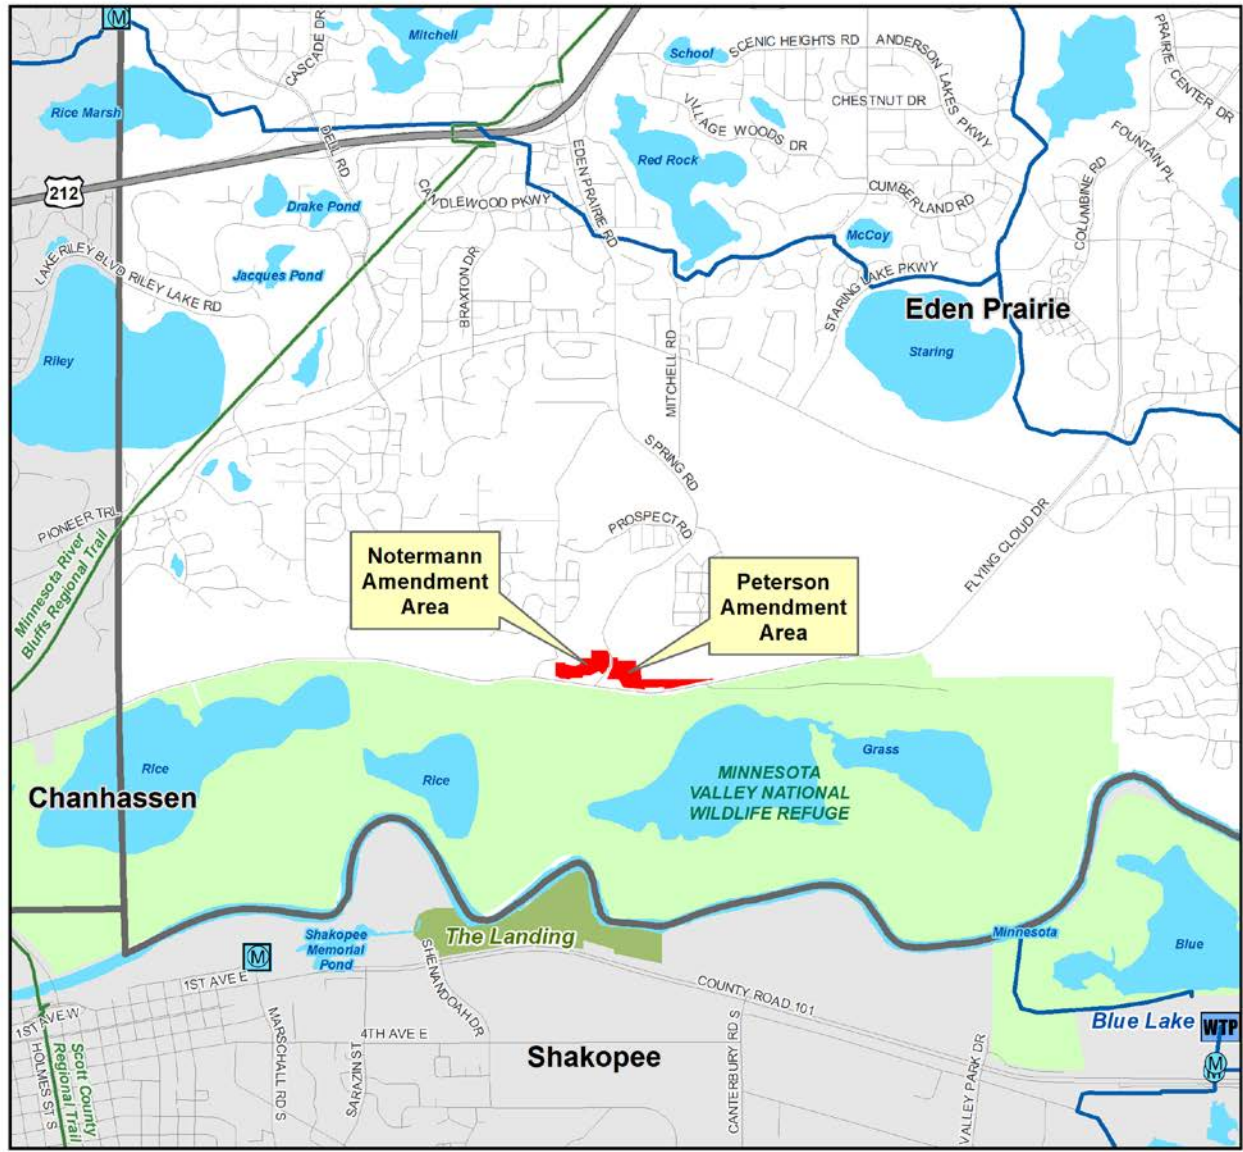 M
Mitchell
CASCADE DR
School
SCENIC HEIGHTS RD
ANDERSON LAKES PKWY
PRAIRIE CENTER DR
Rice Marsh
VILLAGE WOODS DR
CHESTNUT DR
FOUNTAIN PL
DELL RD
EDEN PRAIRIE RD
Red Rock
212
CANDLEWOOD PKWY
CUMBERLAND RD
COLUMBINE RD
Drake Pond
McCoy
LAKE RILEY BLVD
RILEY LAKE RD
Jacques Pond
BRAXTON DR
STARING LAKE PKWY
Eden Prairie
Riley
MITCHELL RD
Staring
SPRING RD
PIONEER TRL
PROSPECT RD
FLYING CLOUD DR
Minnesota River
Bluffs Regional Trail
Notermann
Amendment
Area
Peterson
Amendment
Area
Rice
Rice
Grass
Chanhassen
MINNESOTA
VALLEY NATIONAL
WILDLIFE REFUGE
Shakopee
Memorial
Pond
The Landing
Minnesota
Blue
M
1ST AVE E
SHENANDOAH DR
COUNTY ROAD 101
1ST AVE W
HOLMES ST S
Scott County
Regional Trail
MARSCHALL RD S
SARAZIN ST
4TH AVE E
Shakopee
CANTERBURY RD S
VALLEY PARK DR
Blue Lake
WTP
M
M